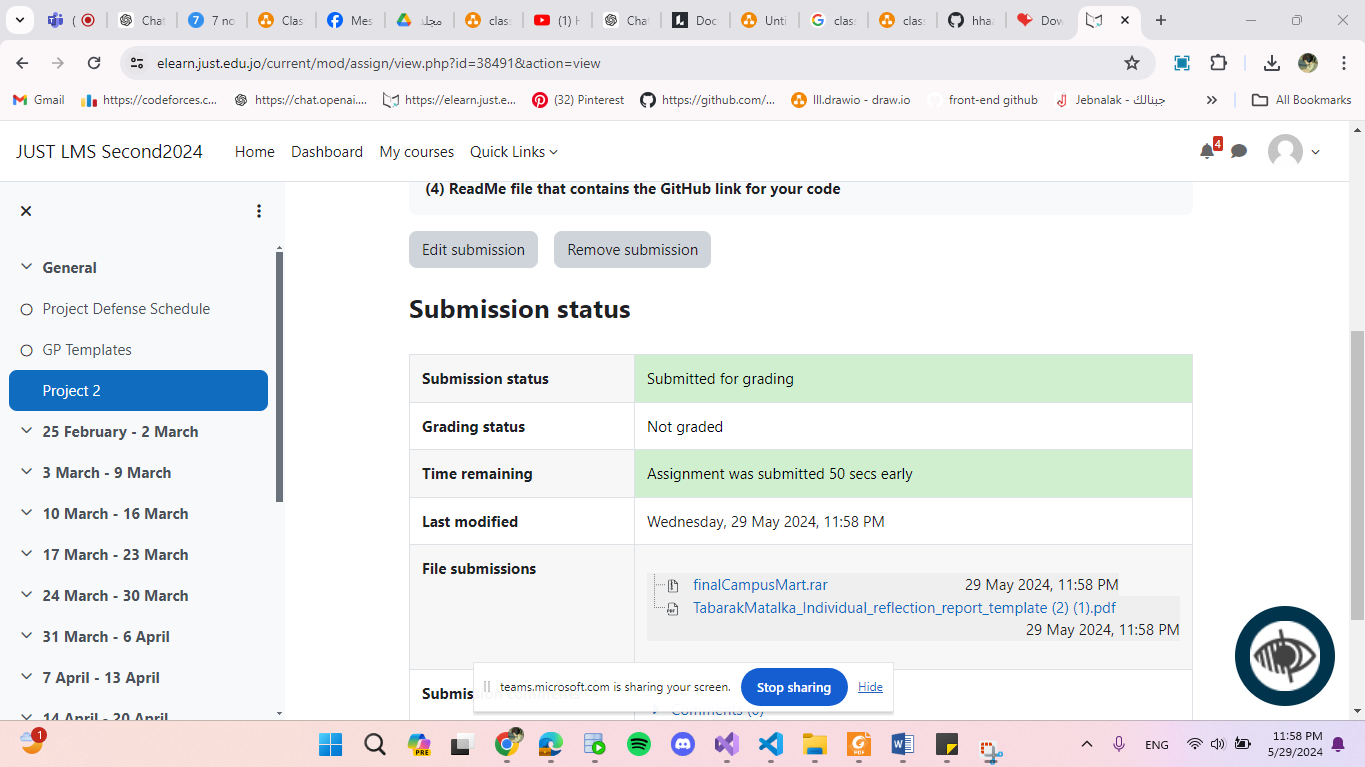 ( Chat 7 no Clas Mes مجلد clas (1) H Chat Doc Unti clas clas hha Dov
elearn.just.edu.jo/current/mod/assign/view.php?id=38491&action=view
Gmail https://codeforces.c... https://chat.openai.... https://elearn.just.e... (32) Pinterest https://github.com/... lll.drawio - draw.io front-end github Jebnalak - جبنالك » All Bookmarks
JUST LMS Second2024 Home Dashboard My courses Quick Links 4
(4) ReadMe file that contains the GitHub link for your code
Edit submission Remove submission
General
Project Defense Schedule
GP Templates
Project 2
25 February - 2 March
3 March - 9 March
10 March - 16 March
17 March - 23 March
24 March - 30 March
31 March - 6 April
7 April - 13 April
14 April - 20 April
Submission status
Submission status Submitted for grading
Grading status Not graded
Time remaining Assignment was submitted 50 secs early
Last modified Wednesday, 29 May 2024, 11:58 PM
File submissions
finalCampusMart.rar 29 May 2024, 11:58 PM
TabarakMatalka_Individual_reflection_report_template (2) (1).pdf
29 May 2024, 11:58 PM
Submiss
Comments (0)
teams.microsoft.com is sharing your screen. Stop sharing Hide
1 PRE PDF ENG 11:58 PM
5/29/2024